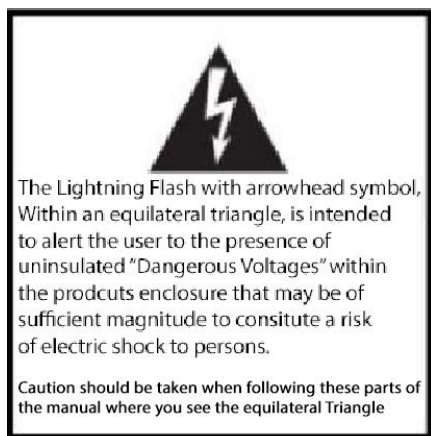 The Lightning Flash with arrowhead symbol,
Within an equilateral triangle, is intended
to alert the user to the presence of
uninsulated "Dangerous Voltages" within
the prodcuts enclosure that may be of
sufficient magnitude to consitute a risk
of electric shock to persons.
Caution should be taken when following these parts of
the manual where you see the equilateral Triangle